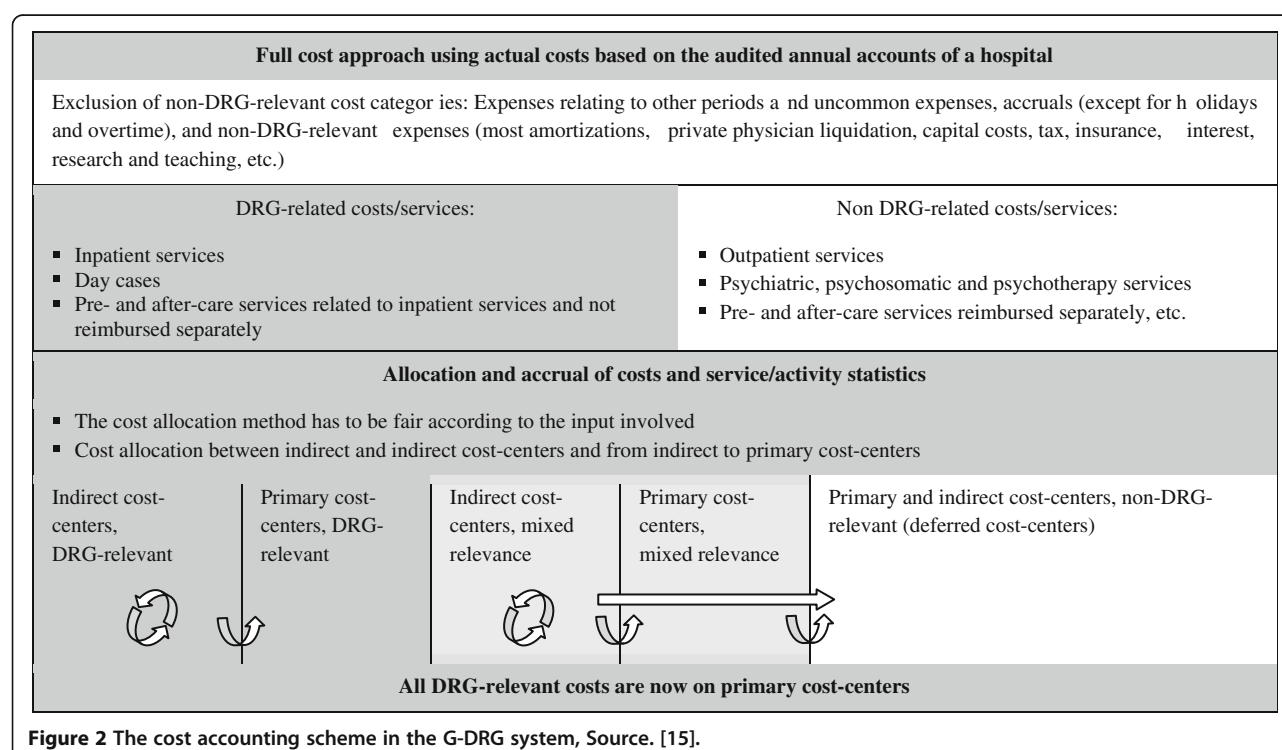 Full cost approach using actual costs based on the audited annual accounts of a hospital
Exclusion of non-DRG-relevant cost categor ies: Expenses relating to other periods a nd uncommon expenses, accruals (except for h olidays
and overtime), and non-DRG-relevant expenses (most amortizations, private physician liquidation, capital costs, tax, insurance, interest,
research and teaching, etc.)
DRG-related costs/services:
▪ Inpatient services
▪ Day cases
▪ Pre- and after-care services related to inpatient services and not
reimbursed separately
Non DRG-related costs/services:
▪ Outpatient services
▪ Psychiatric, psychosomatic and psychotherapy services
▪ Pre- and after-care services reimbursed separately, etc.
Allocation and accrual of costs and service/activity statistics
▪ The cost allocation method has to be fair according to the input involved
▪ Cost allocation between indirect and indirect cost-centers and from indirect to primary cost-centers
Indirect cost-
centers,
DRG-relevant
Primary cost-
centers, DRG-
relevant
Indirect cost-
centers, mixed
relevance
Primary cost-
centers,
mixed relevance
Primary and indirect cost-centers, non-DRG-
relevant (deferred cost-centers)
All DRG-relevant costs are now on primary cost-centers
Figure 2 The cost accounting scheme in the G-DRG system, Source. [15].